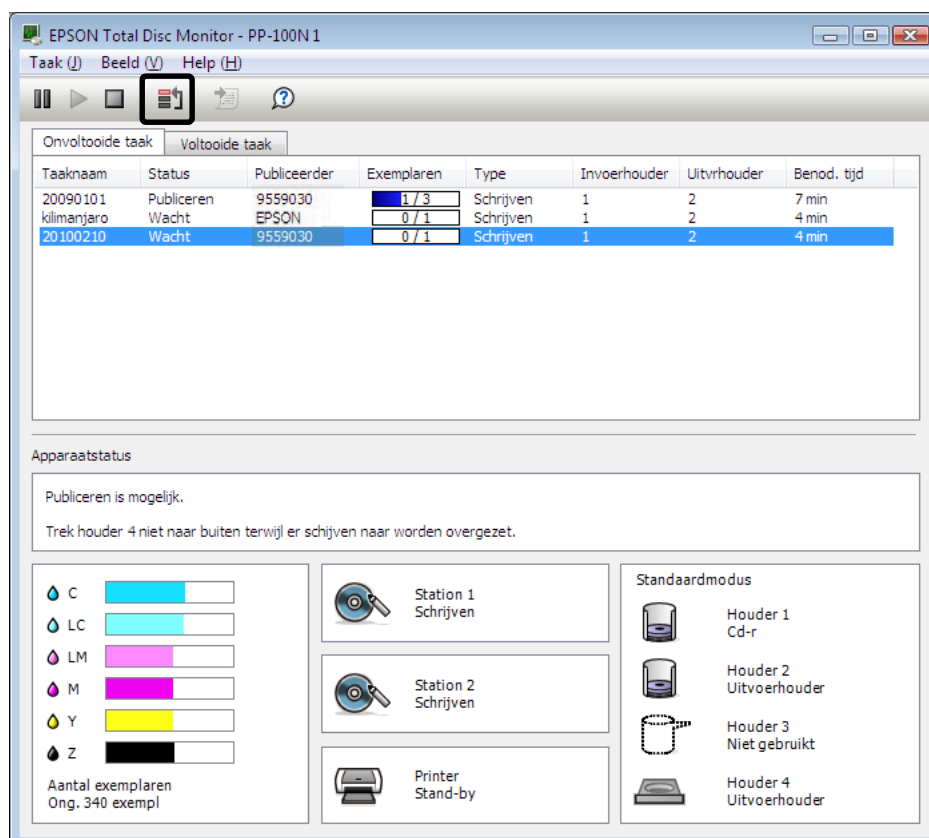 EPSON Total Disc Monitor - PP-100N 1
Taak (J) Beeld (V) Help (H)
Onvoltooide taak Voltooide taak
Taaknaam Status Publiceerder Exemplaren Type Invoerhouder Uitvrhouder Benod. tijd
20090101 Publiceren 9559030 1 / 3 Schrijven 1 2 7 min
kilimanjaro Wacht EPSON 0 / 1 Schrijven 1 2 4 min
20100210 Wacht 9559030 0 / 1 Schrijven 1 2 4 min
Apparaatstatus
Publiceren is mogelijk.
Trek houder 4 niet naar buiten terwijl er schijven naar worden overgezet.
C
LC
LM
M
Y
Z
Aantal exemplaren
Ong. 340 exempl
Station 1
Schrijven
Station 2
Schrijven
Printer
Stand-by
Standaardmodus
Houder 1
Cd-r
Houder 2
Uitvoerhouder
Houder 3
Niet gebruikt
Houder 4
Uitvoerhouder